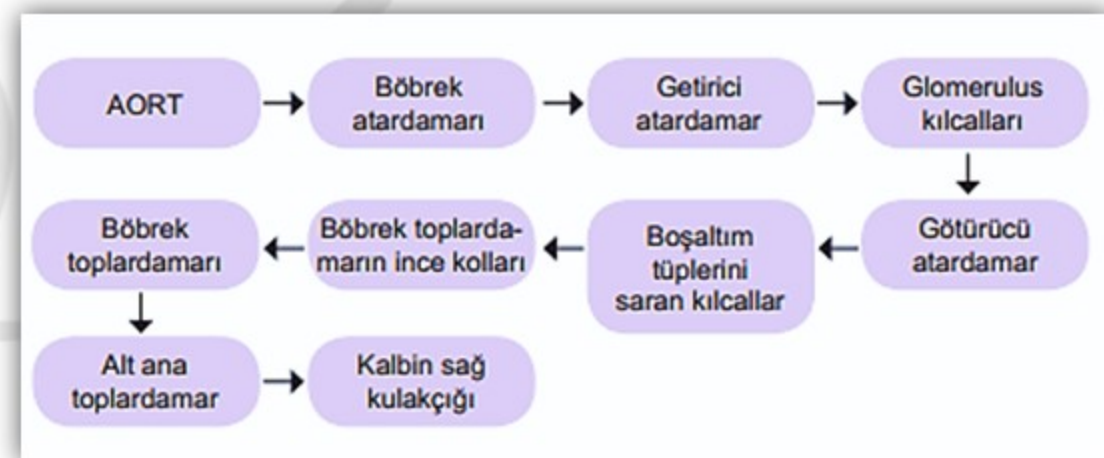 AORT
Böbrek
atardamarı
Getirici
atardamar
Glomerulus
kılcalları
Götürücü
atardamar
Boşaltım
tüplerini
saran kılcallar
Böbrek toplarda-
marın ince kolları
Böbrek
toplardamarı
Alt ana
toplardamar
Kalbin sağ
kulakçığı